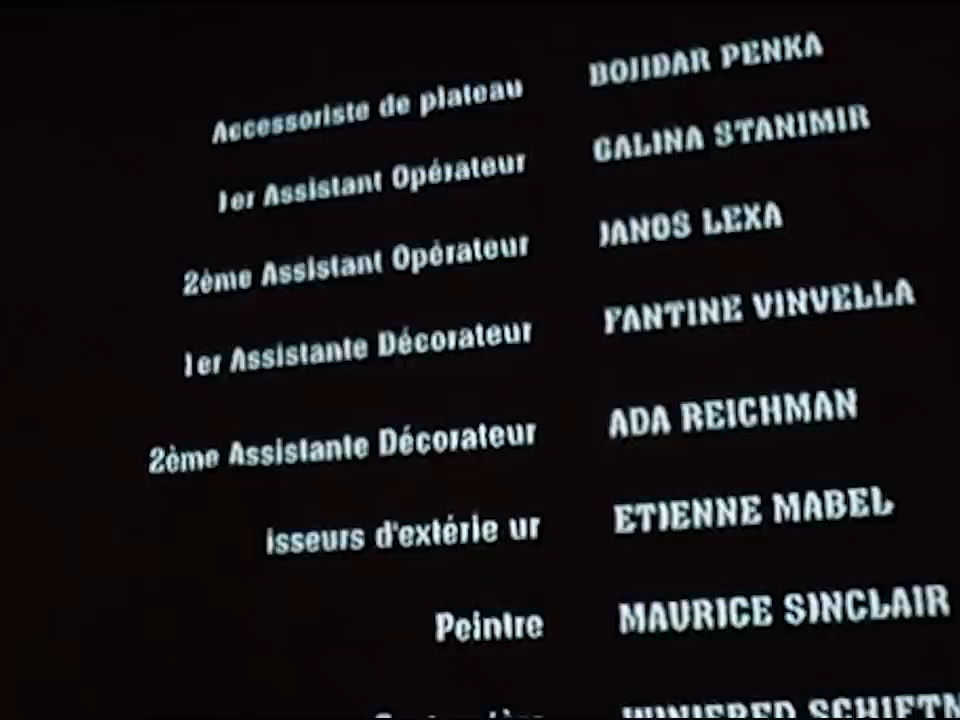 Accessoriste de plateau BOJIDAR PENKA
1er Assistant Opérateur GALINA STANIMIR
2ème Assistant Opérateur JANOS LEXA
1er Assistante Décorateur FANTINE VINVELLA
2ème Assistante Décorateur ADA REICHMAN
isseurs d'extérie ur ETIENNE MABEL
Peintre MAURICE SINCLAIR
WINIFRED